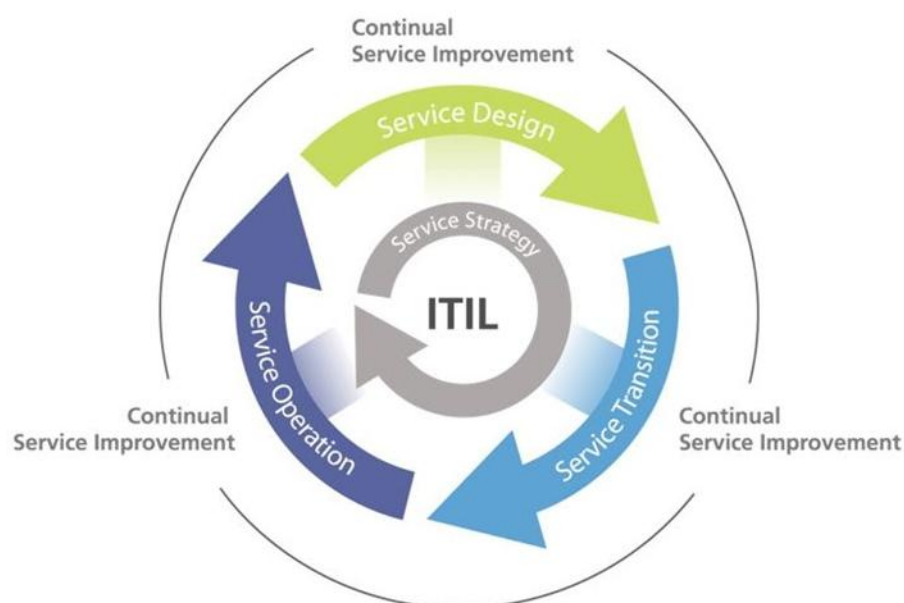 Continual
Service Improvement
Service Design
Service Strategy
ITIL
Service Operation
Service Transition
Continual
Service Improvement
Continual
Service Improvement